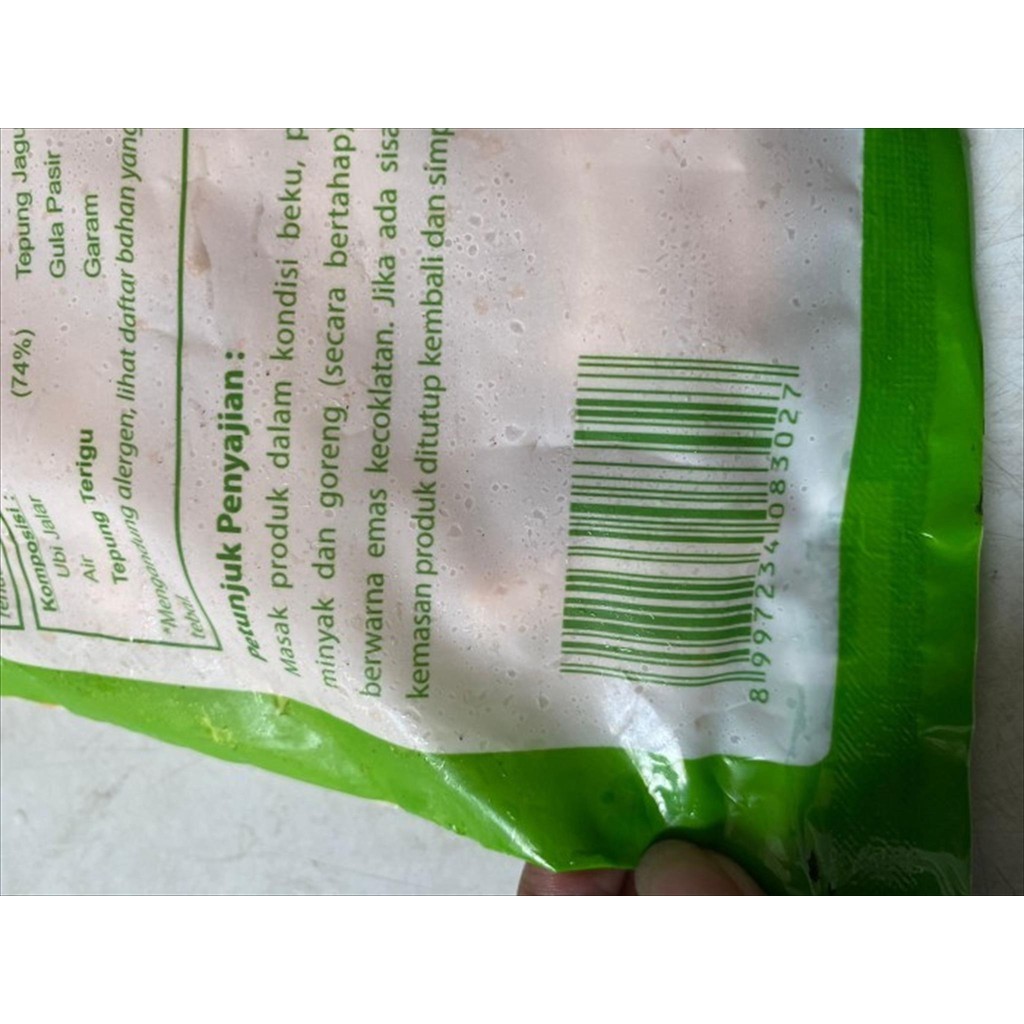 Komposisi :
Ubi Jalar (74%) Tepung Jagu
Air Gula Pasir
Tepung Terigu Garam
*Mengandung alergen, lihat daftar bahan yang
tebal
Petunjuk Penyajian :
Masak produk dalam kondisi beku, p
minyak dan goreng (secara bertahap)
berwarna emas kecoklatan. Jika ada sisa
kemasan produk ditutup kembali dan simp
8997234083027